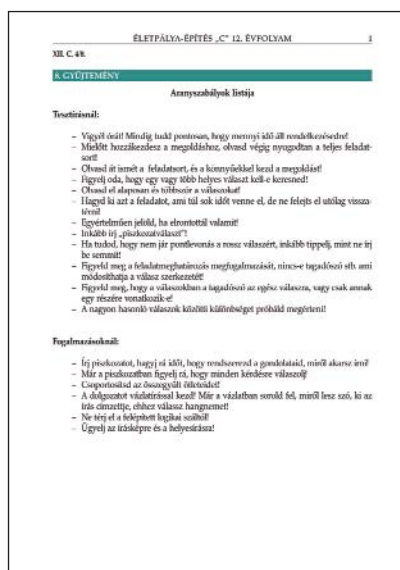 ÉLETPÁLYA-ÉPÍTÉS „C” 12. ÉVFOLYAM 1
XII. C. 4/8.
8. GYŰJTEMÉNY
Aranyszabályok listája
Tesztírásnál:
– Vigyél órát! Mindig tudd pontosan, hogy mennyi idő áll rendelkezésedre!
– Mielőtt hozzákezdesz a megoldáshoz, olvasd végig nyugodtan a teljes feladat-
sort!
– Olvasd át ismét a feladatsort, és a könnyűekkel kezd a megoldást!
– Figyelj oda, hogy egy vagy több helyes választ kell-e keresned!
– Olvasd el alaposan és többször a válaszokat!
– Hagyd ki azt a feladatot, ami túl sok időt venne el, de ne felejts el utólag vissza-
térni!
– Egyértelműen jelöld, ha elrontottál valamit!
– Inkább írj „piszkozatválaszt”!
– Ha tudod, hogy nem jár pontlevonás a rossz válaszért, inkább tippelj, mint ne írj
be semmit!
– Figyeld meg a feladatmeghatározás megfogalmazását, nincs-e tagadószó stb. ami
módosíthatja a válasz szerkezetét!
– Figyeld meg, hogy a válaszokban a tagadószó az egész válaszra, vagy csak annak
egy részére vonatkozik-e!
– A nagyon hasonló válaszok közötti különbséget próbáld megérteni!
Fogalmazásoknál:
– Írj piszkozatot, hagyj rá időt, hogy rendszerezd a gondolataid, miről akarsz írni!
– Már a piszkozatban figyelj rá, hogy minden kérdésre válaszolj!
– Csoportosítsd az összegyűlt ötleteidet!
– A dolgozatot vázlatírással kezd! Már a vázlatban sorold fel, miről lesz szó, ki az
írás címzettje, ehhez válassz hangnemet!
– Ne térj el a felépített logikai száltól!
– Ügyelj az írásképre és a helyesírásra!